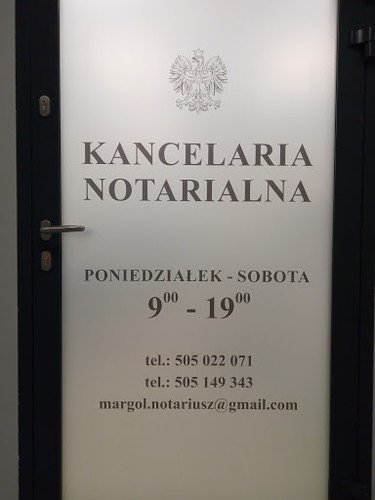 KANCELARIA
NOTARIALNA
PONIEDZIAŁEK - SOBOTA
9⁰⁰ - 19⁰⁰
tel.: 505 022 071
tel.: 505 149 343
margol.notariusz@gmail.com